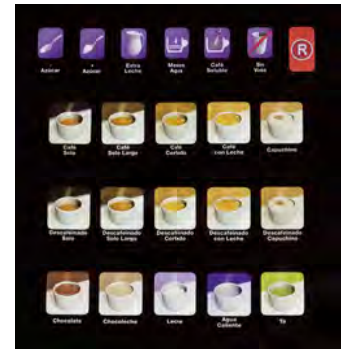 -
Azúcar
+
Azúcar
Extra
Leche
Menos
Agua
Café
Soluble
Sin
Vaso
R
Café
Solo
Café
Solo Largo
Café
Cortado
Café
con Leche
Capuchino
Descafeinado
Solo
Descafeinado
Solo Largo
Descafeinado
Cortado
Descafeinado
con Leche
Descafeinado
Capuchino
Chocolate
Chocoleche
Leche
Agua
Caliente
Té